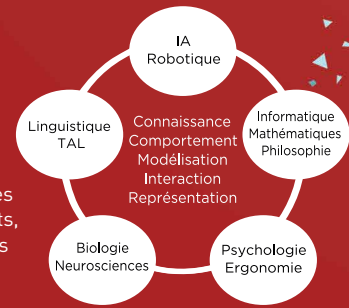 IA
Robotique
Linguistique
TAL
Connaissance
Comportement
Modélisation
Interaction
Représentation
Informatique
Mathématiques
Philosophie
Biologie
Neurosciences
Psychologie
Ergonomie